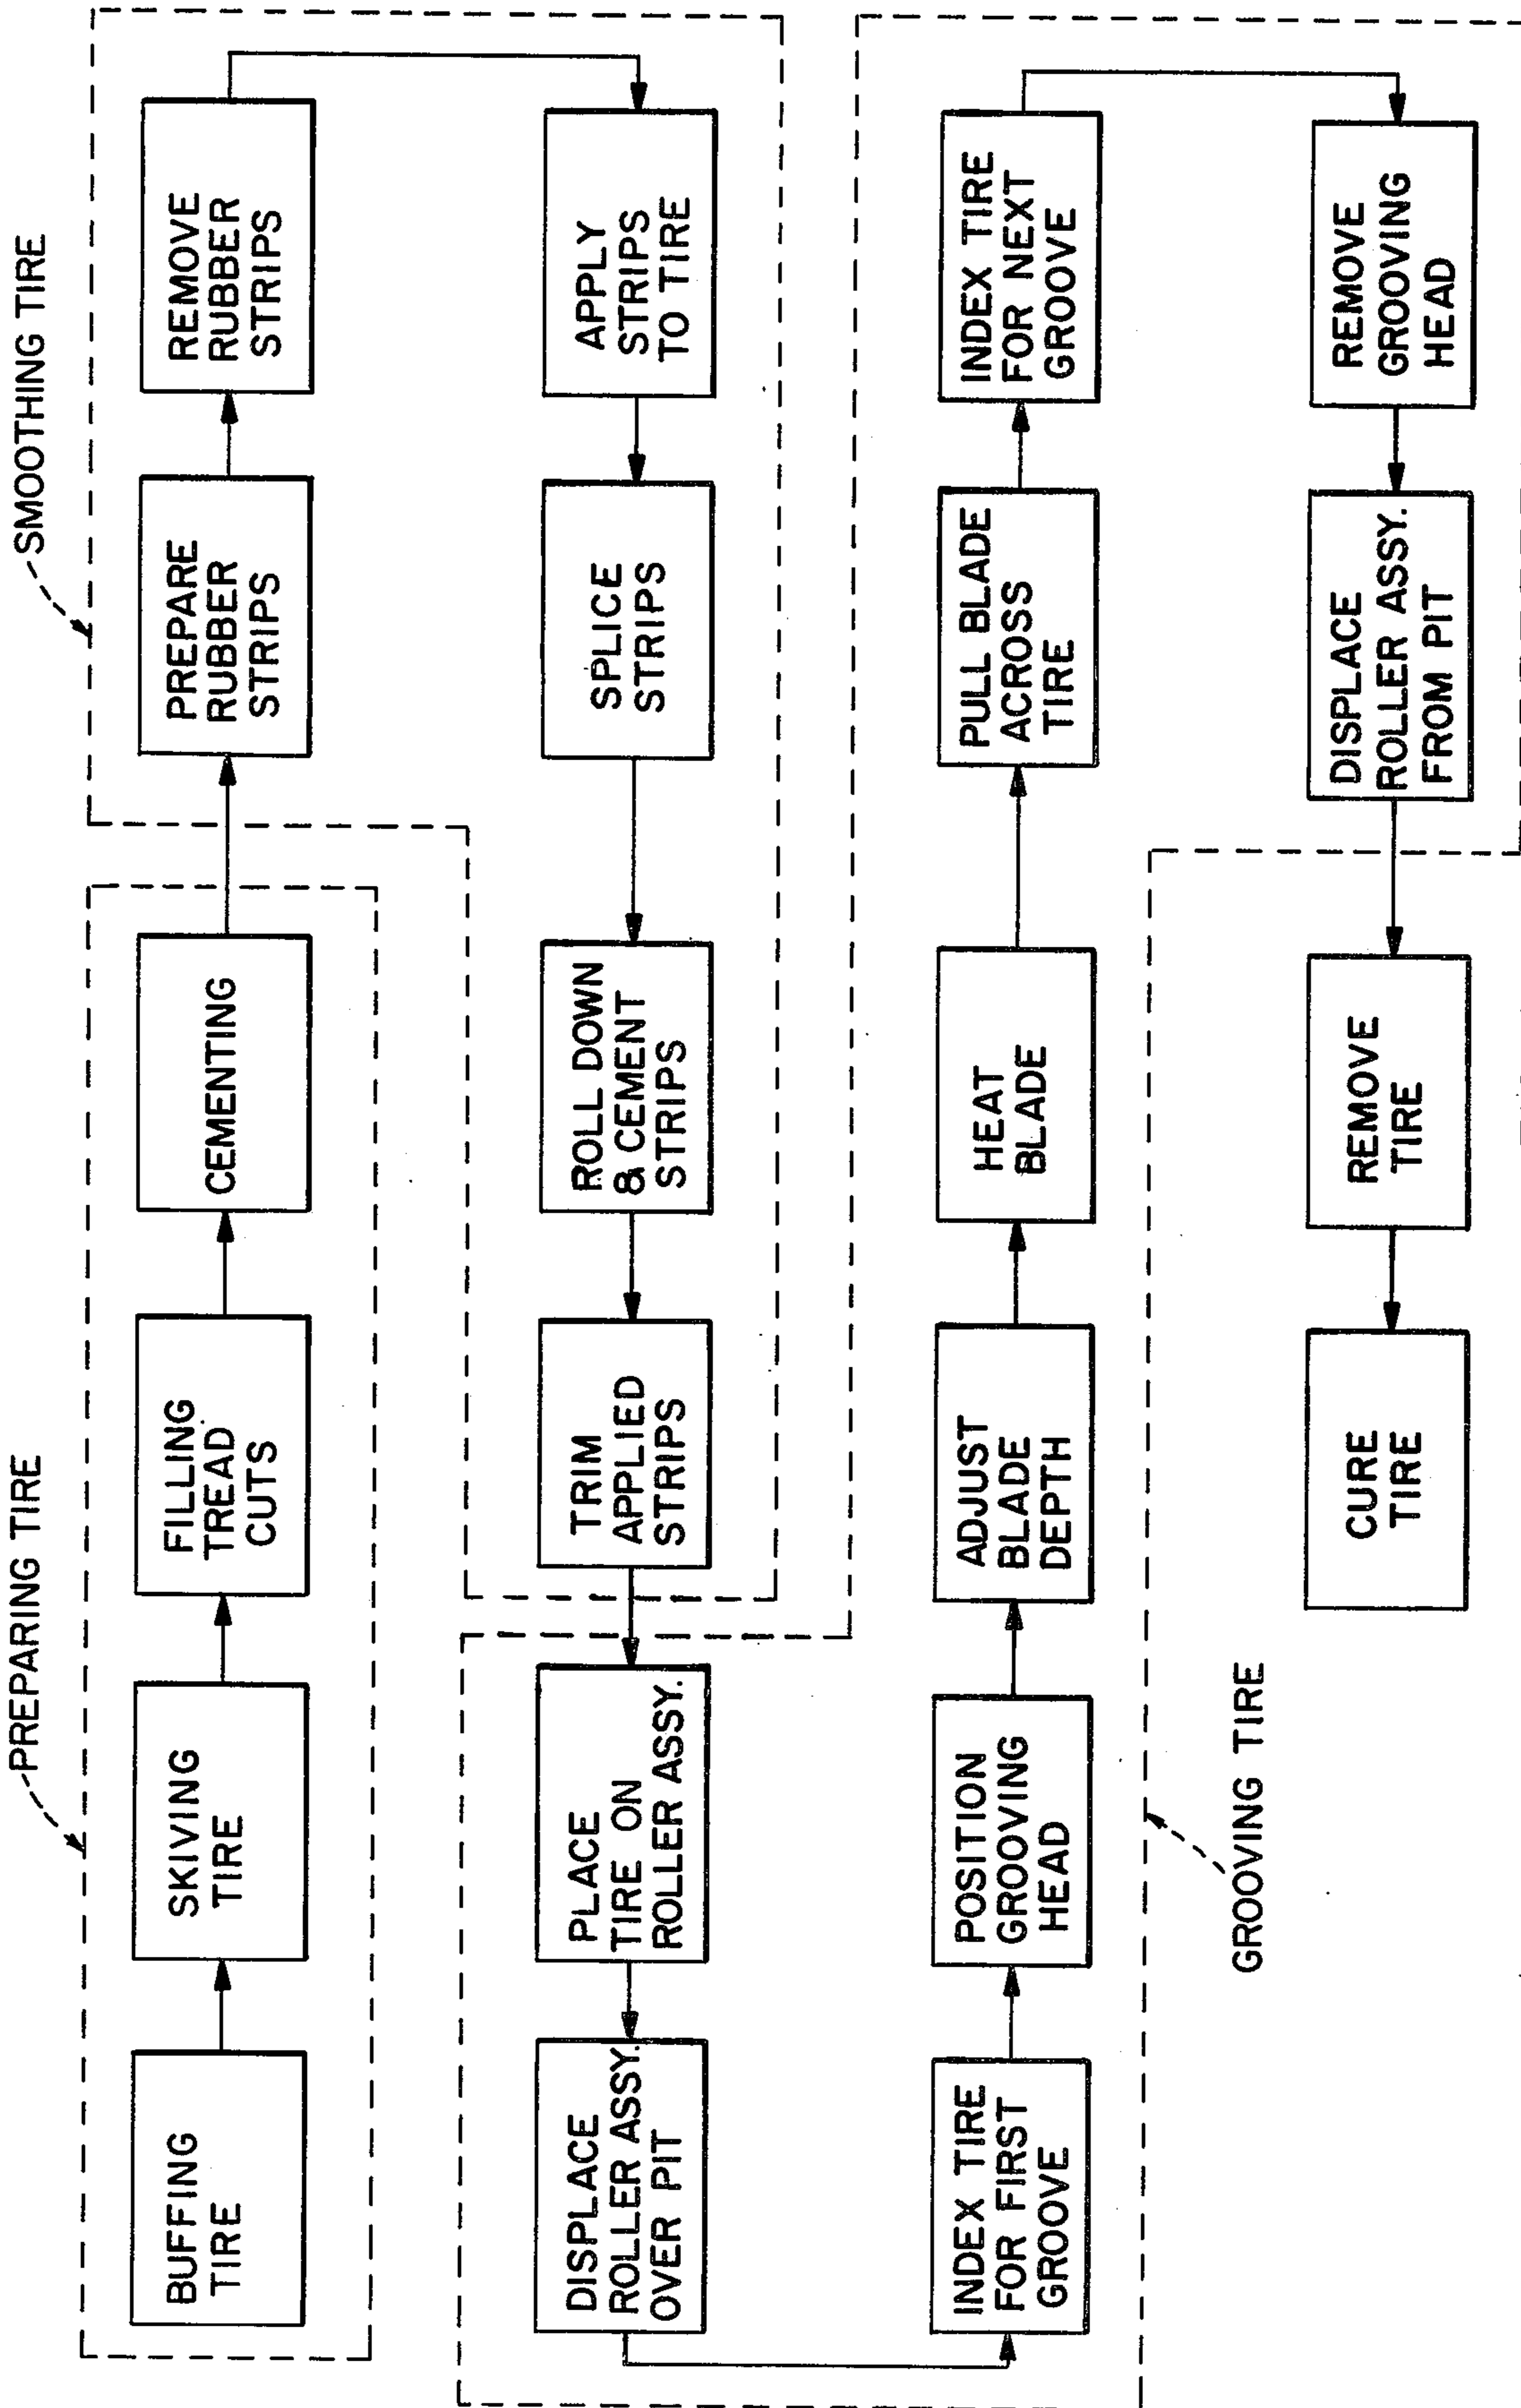 PREPARING TIRE
SMOOTHING TIRE
BUFFING
TIRE
SKIVING
TIRE
FILLING
TREAD
CUTS
CEMENTING
PREPARE
RUBBER
STRIPS
REMOVE
RUBBER
STRIPS
APPLY
STRIPS
TO TIRE
SPLICE
STRIPS
ROLL DOWN
& CEMENT
STRIPS
TRIM
APPLIED
STRIPS
PLACE
TIRE ON
ROLLER ASSY.
DISPLACE
ROLLER ASSY.
OVER PIT
INDEX TIRE
FOR FIRST
GROOVE
POSITION
GROOVING
HEAD
ADJUST
BLADE
DEPTH
HEAT
BLADE
PULL BLADE
ACROSS
TIRE
INDEX TIRE
FOR NEXT
GROOVE
REMOVE
GROOVING
HEAD
DISPLACE
ROLLER ASSY.
FROM PIT
REMOVE
TIRE
CURE
TIRE
GROOVING TIRE